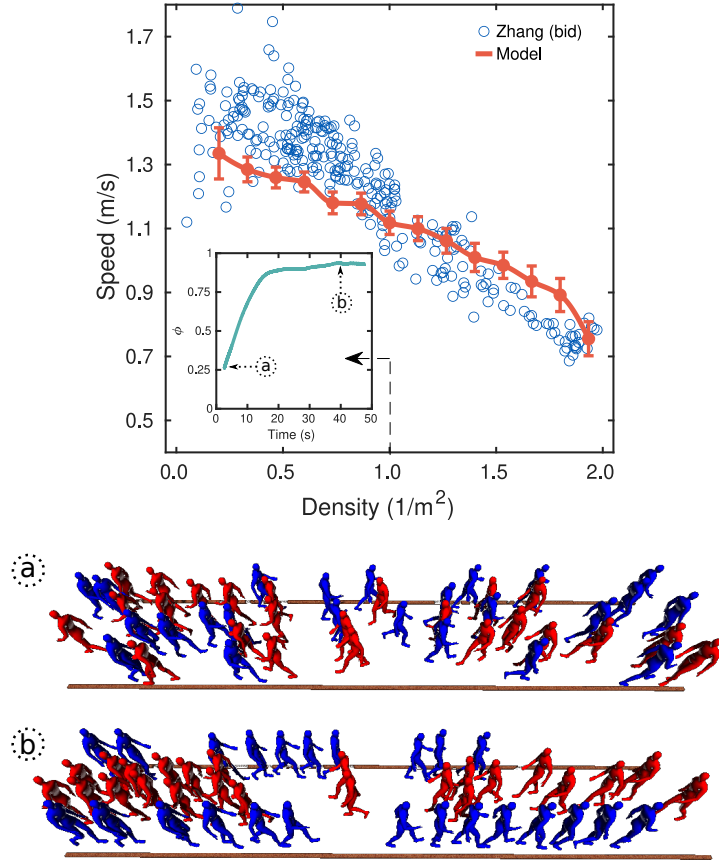 1.7
1.5
1.3
1.1
0.9
0.7
0.5
Speed (m/s)
Zhang (bid)
Model
1
0.75
0.5
0.25
0
ϕ
a
b
0 10 20 30 40 50
Time (s)
0.0 0.5 1.0 1.5 2.0
Density (1/m²)
a
b